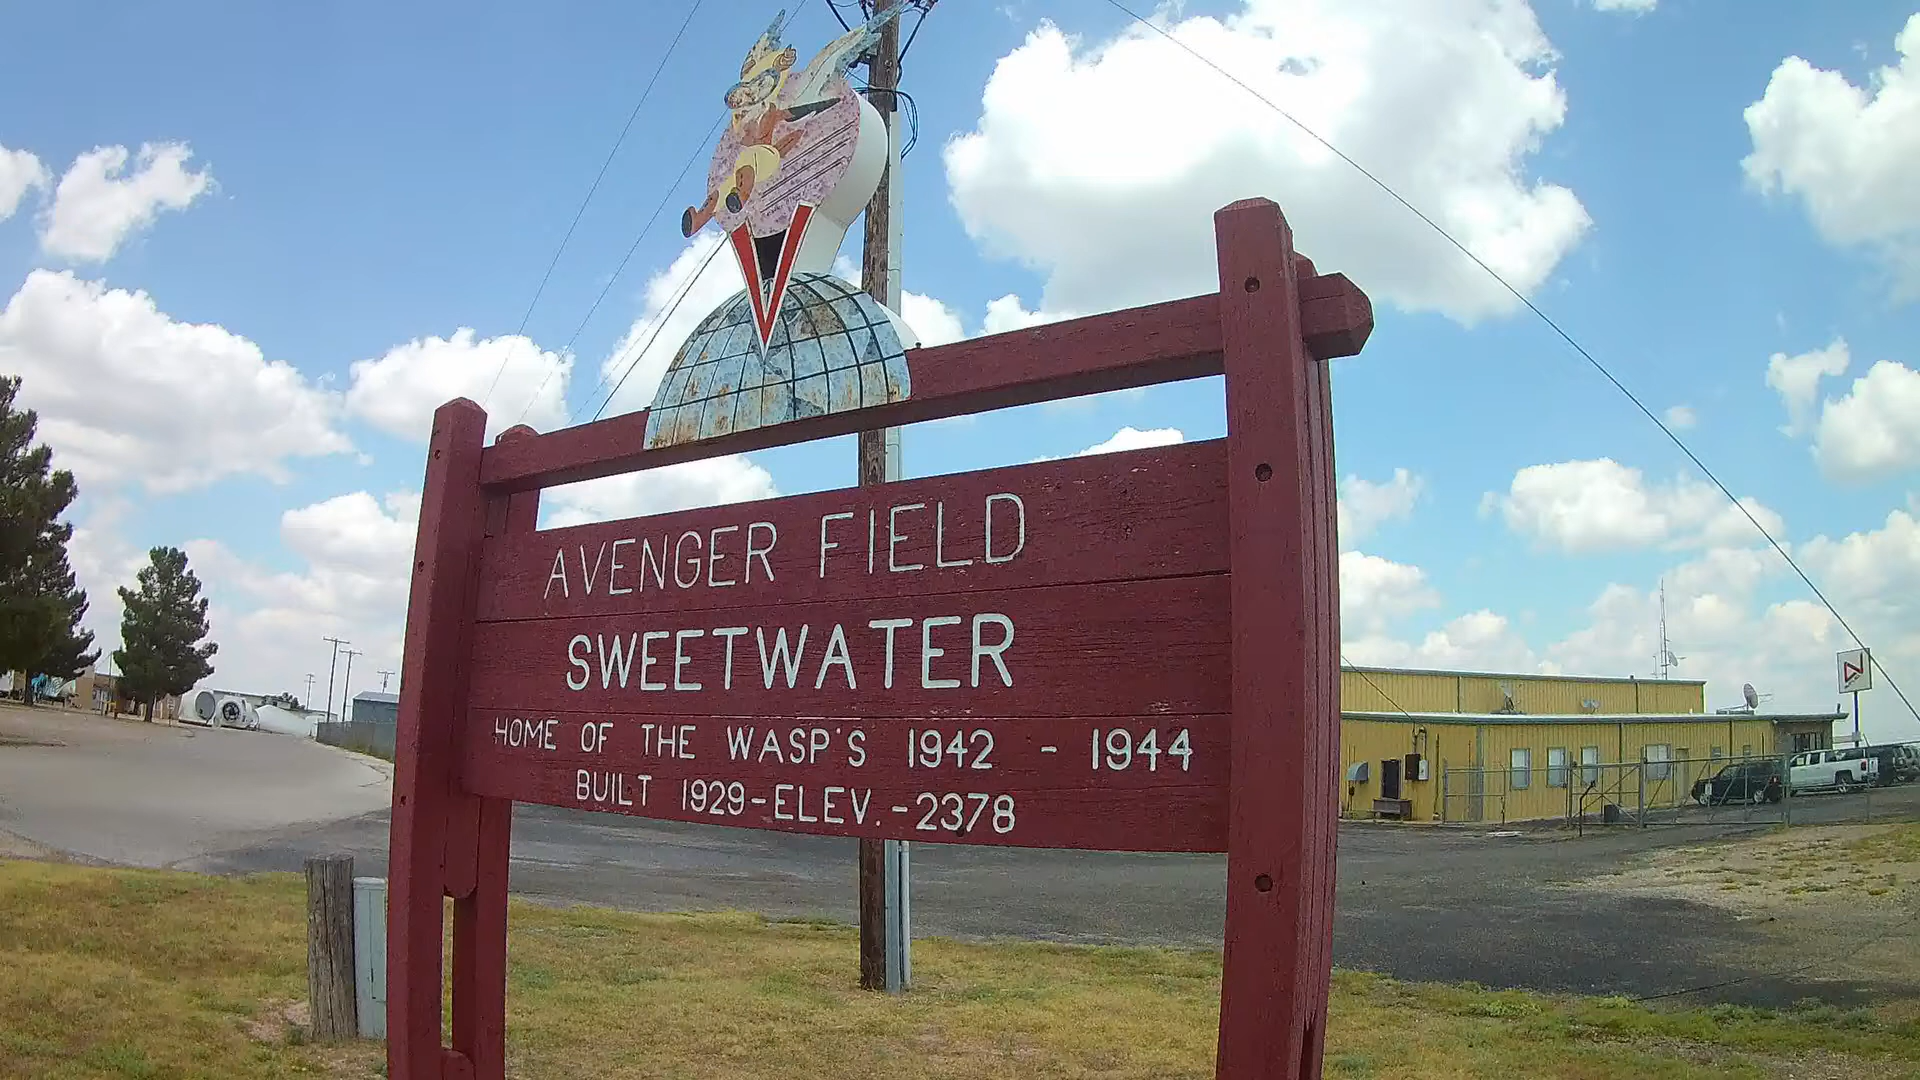 AVENGER FIELD
SWEETWATER
HOME OF THE WASP'S 1942 - 1944
BUILT 1929-ELEV.-2378